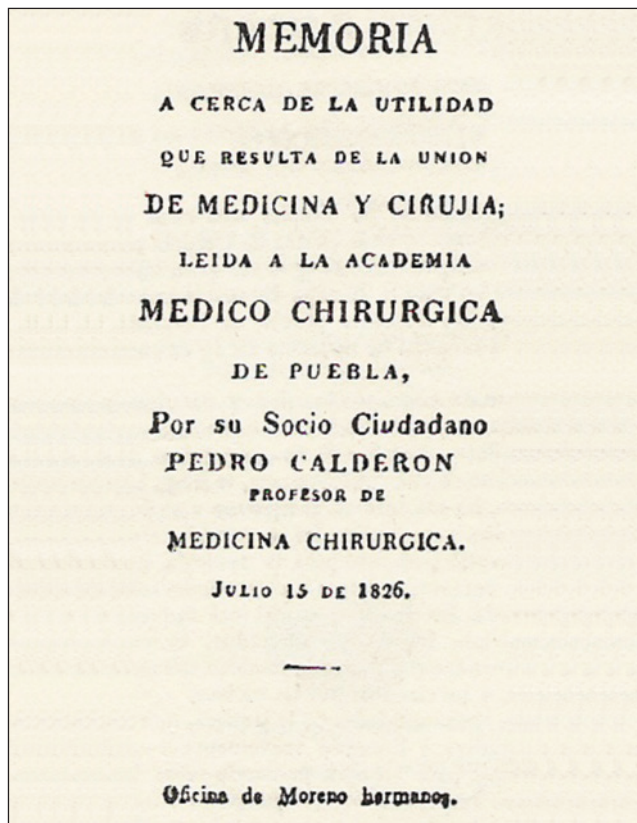 MEMORIA
A CERCA DE LA UTILIDAD
QUE RESULTA DE LA UNION
DE MEDICINA Y CIRUJIA;
LEIDA A LA ACADEMIA
MEDICO CHIRURGICA
DE PUEBLA,
Por su Socio Ciudadano
PEDRO CALDERON
PROFESOR DE
MEDICINA CHIRURGICA.
JULIO 15 DE 1826.
Oficina de Moreno hermanos.